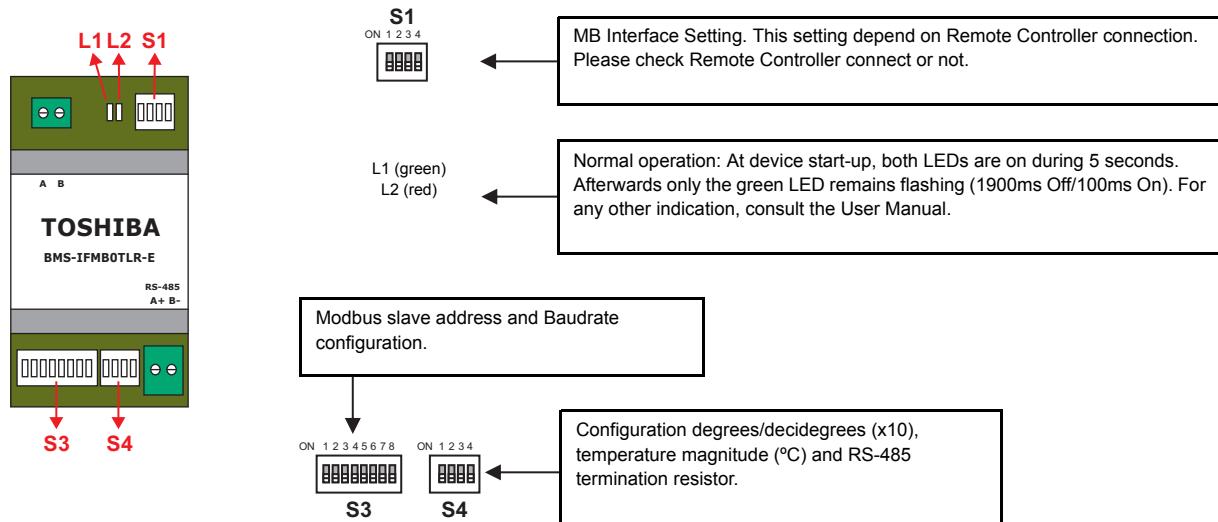 L1 L2 S1
A B
TOSHIBA
BMS-IFMB0TLR-E
RS-485
A+ B-
S3 S4
S1
ON 1 2 3 4
MB Interface Setting. This setting depend on Remote Controller connection.
Please check Remote Controller connect or not.
L1 (green)
L2 (red)
Normal operation: At device start-up, both LEDs are on during 5 seconds.
Afterwards only the green LED remains flashing (1900ms Off/100ms On). For
any other indication, consult the User Manual.
Modbus slave address and Baudrate
configuration.
ON 1 2 3 4 5 6 7 8
S3
ON 1 2 3 4
S4
Configuration degrees/decidegrees (x10),
temperature magnitude (ºC) and RS-485
termination resistor.